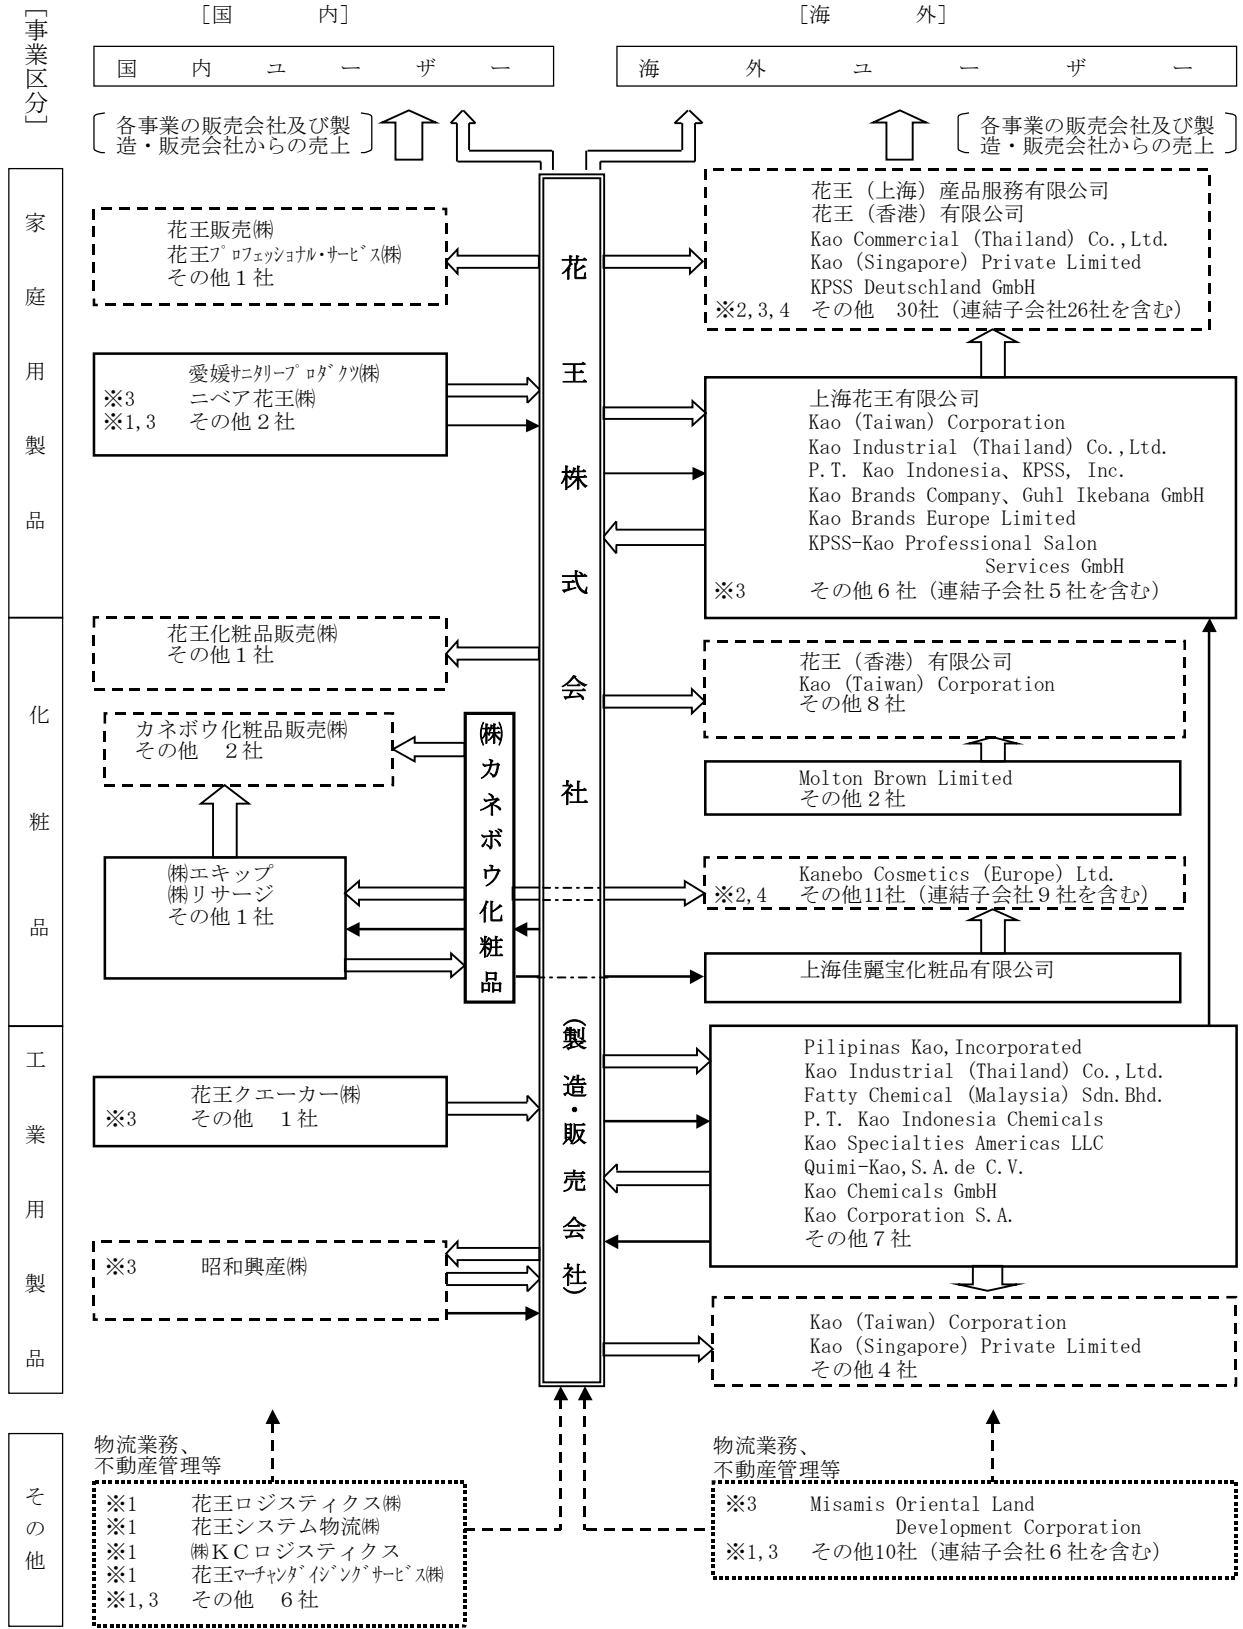 ［事業区分］
［国　　　　内］
［海　　　　外］
国　内　ユ　ー　ザ　ー
海　外　ユ　ー　ザ　ー
各事業の販売会社及び製
造・販売会社からの売上
各事業の販売会社及び製
造・販売会社からの売上
家庭用製品
花王販売㈱
花王ﾌﾟﾛﾌｪｯｼｮﾅﾙ・ｻｰﾋﾞｽ㈱
その他１社
愛媛ｻﾆﾀﾘｰﾌﾟﾛﾀﾞｸﾂ㈱
※3　ニベア花王㈱
※1,3　その他２社
花王株式会社（製造・販売会社）
花王（上海）産品服務有限公司
花王（香港）有限公司
Kao Commercial (Thailand) Co.,Ltd.
Kao (Singapore) Private Limited
KPSS Deutschland GmbH
※2,3,4　その他　30社（連結子会社26社を含む）
上海花王有限公司
Kao (Taiwan) Corporation
Kao Industrial (Thailand) Co.,Ltd.
P.T. Kao Indonesia、KPSS, Inc.
Kao Brands Company、Guhl Ikebana GmbH
Kao Brands Europe Limited
KPSS-Kao Professional Salon
Services GmbH
※3　その他６社（連結子会社５社を含む）
化粧品
花王化粧品販売㈱
その他１社
カネボウ化粧品販売㈱
その他　２社
㈱カネボウ化粧品
㈱エキップ
㈱リサージ
その他１社
花王（香港）有限公司
Kao (Taiwan) Corporation
その他８社
Molton Brown Limited
その他２社
Kanebo Cosmetics (Europe) Ltd.
※2,4　その他11社（連結子会社９社を含む）
上海佳麗宝化粧品有限公司
工業用製品
花王クエーカー㈱
※3　その他　１社
※3　昭和興産㈱
Pilipinas Kao,Incorporated
Kao Industrial (Thailand) Co.,Ltd.
Fatty Chemical (Malaysia) Sdn.Bhd.
P.T. Kao Indonesia Chemicals
Kao Specialties Americas LLC
Quimi-Kao,S.A.de C.V.
Kao Chemicals GmbH
Kao Corporation S.A.
その他７社
Kao (Taiwan) Corporation
Kao (Singapore) Private Limited
その他４社
その他
物流業務、
不動産管理等
※1　花王ロジスティクス㈱
※1　花王システム物流㈱
※1　㈱ＫＣロジスティクス
※1　花王ﾏｰﾁｬﾝﾀﾞｲｼﾞﾝｸﾞｻｰﾋﾞｽ㈱
※1,3　その他　６社
物流業務、
不動産管理等
※3　Misamis Oriental Land
Development Corporation
※1,3　その他10社（連結子会社６社を含む）